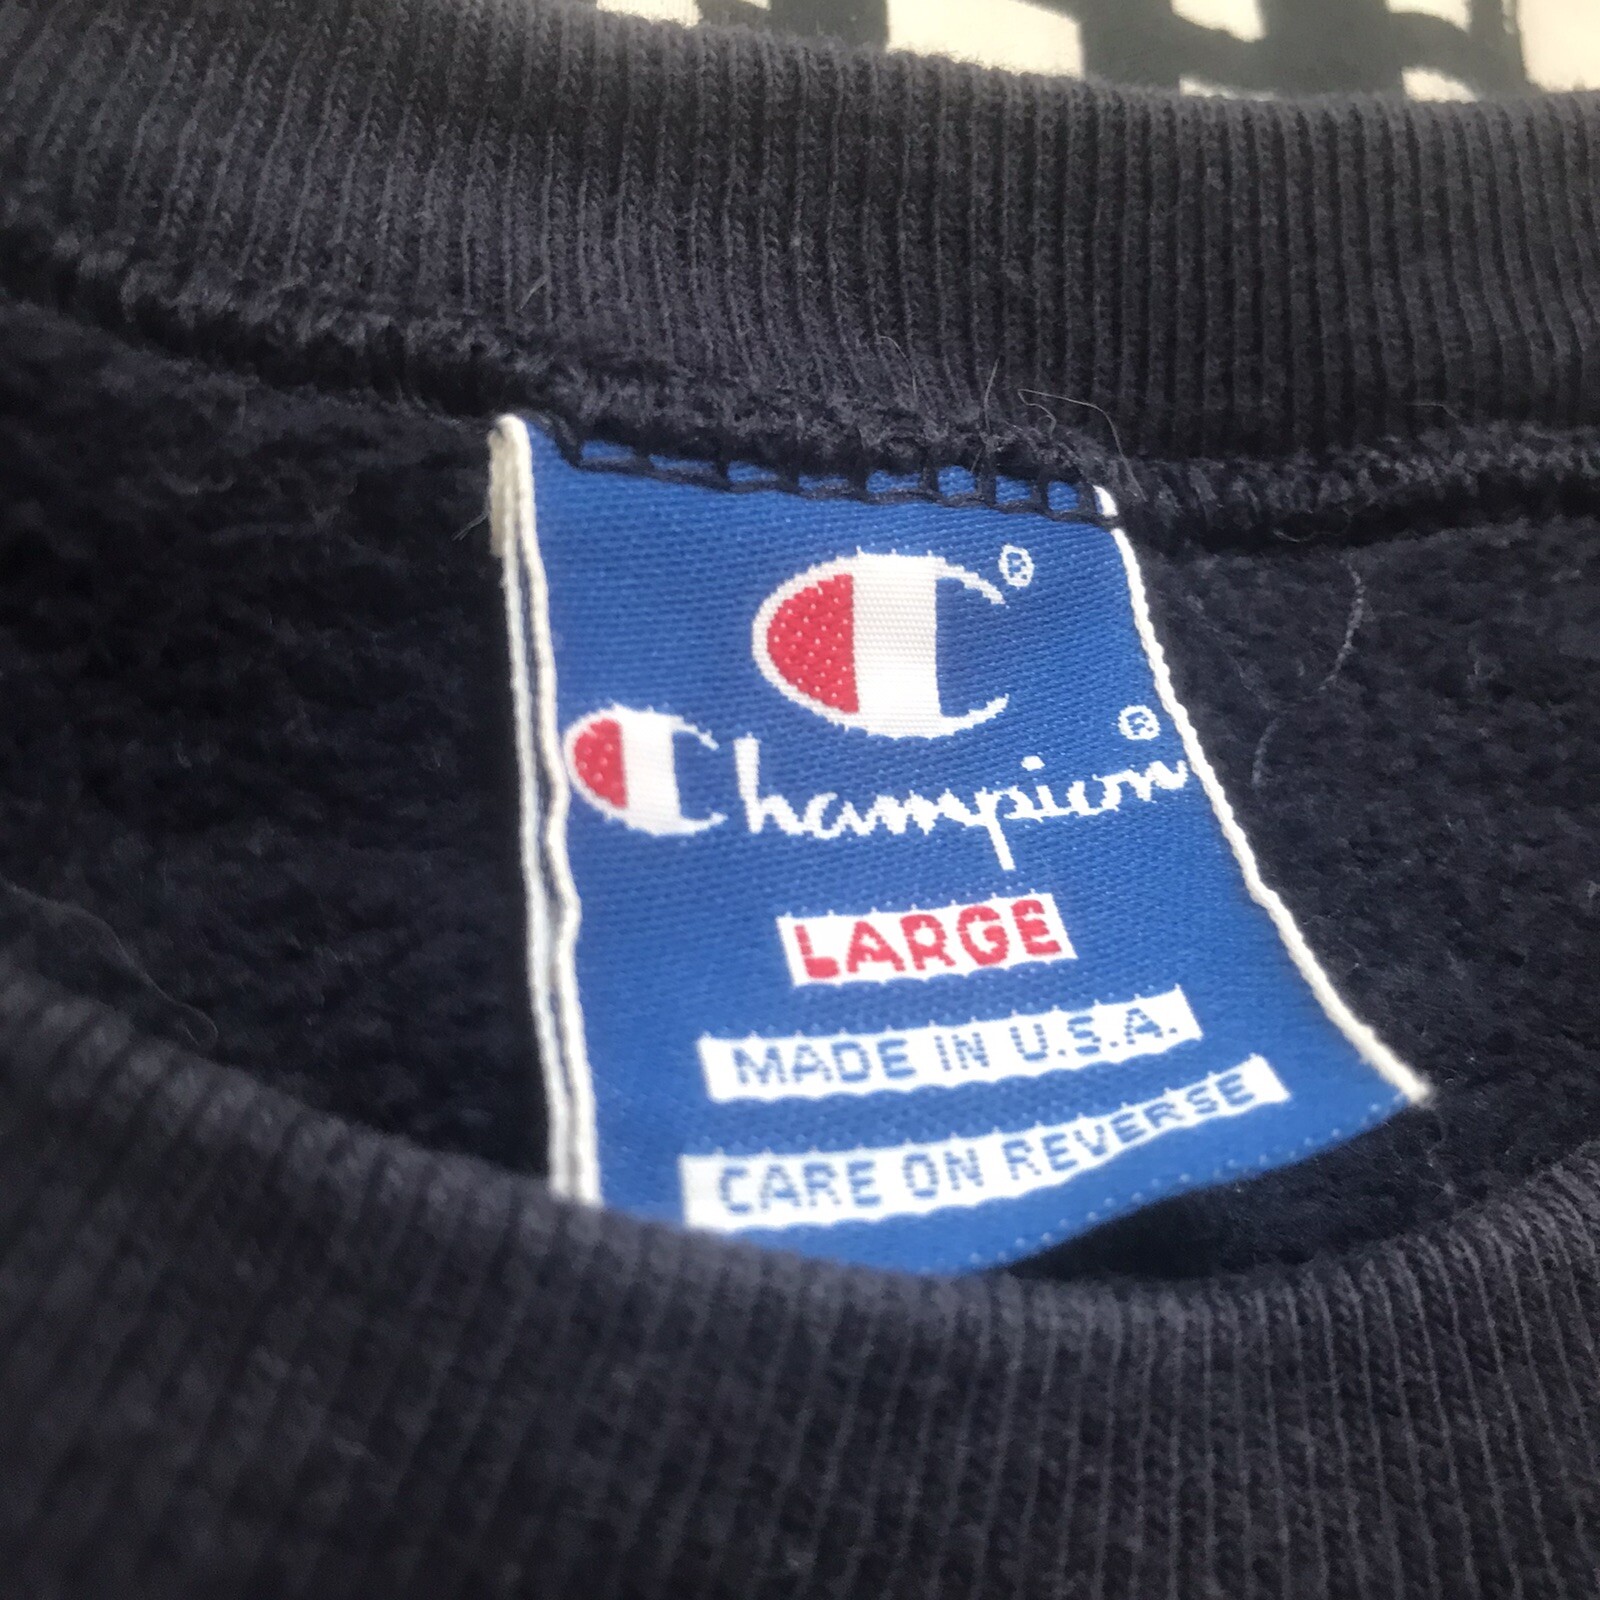 C®
Champion®
LARGE
MADE IN U.S.A.
CARE ON REVERSE